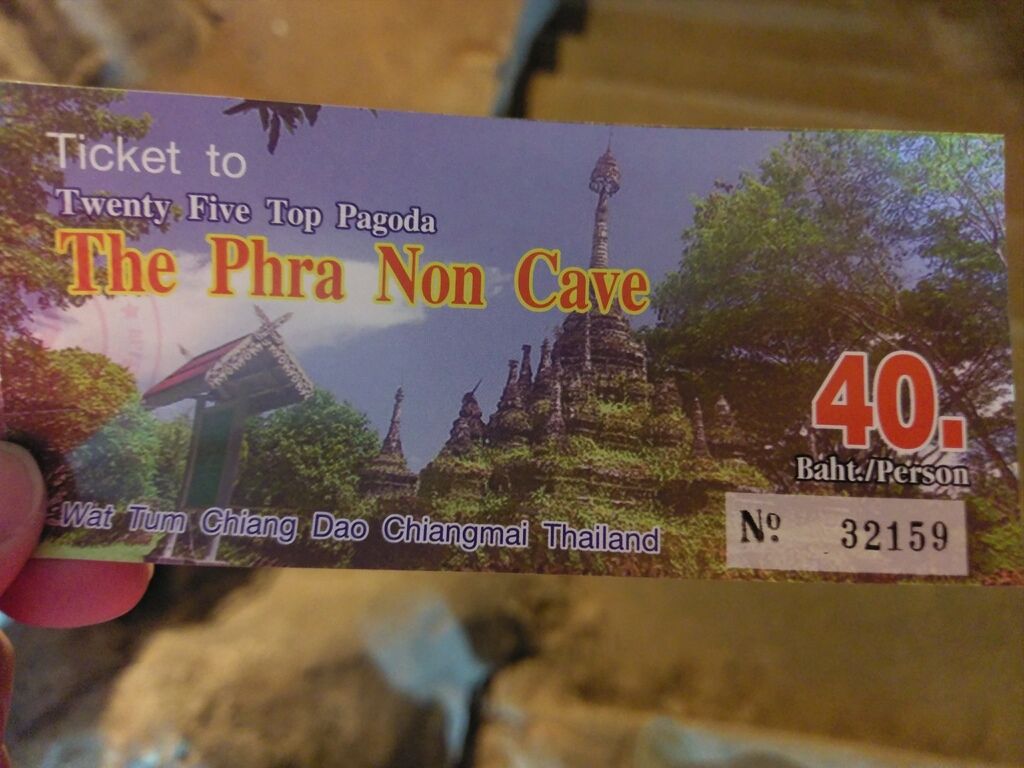 Ticket to
Twenty Five Top Pagoda
The Phra Non Cave
40.
Baht./Person
Wat Tum Chiang Dao Chiangmai Thailand
Nº 32159